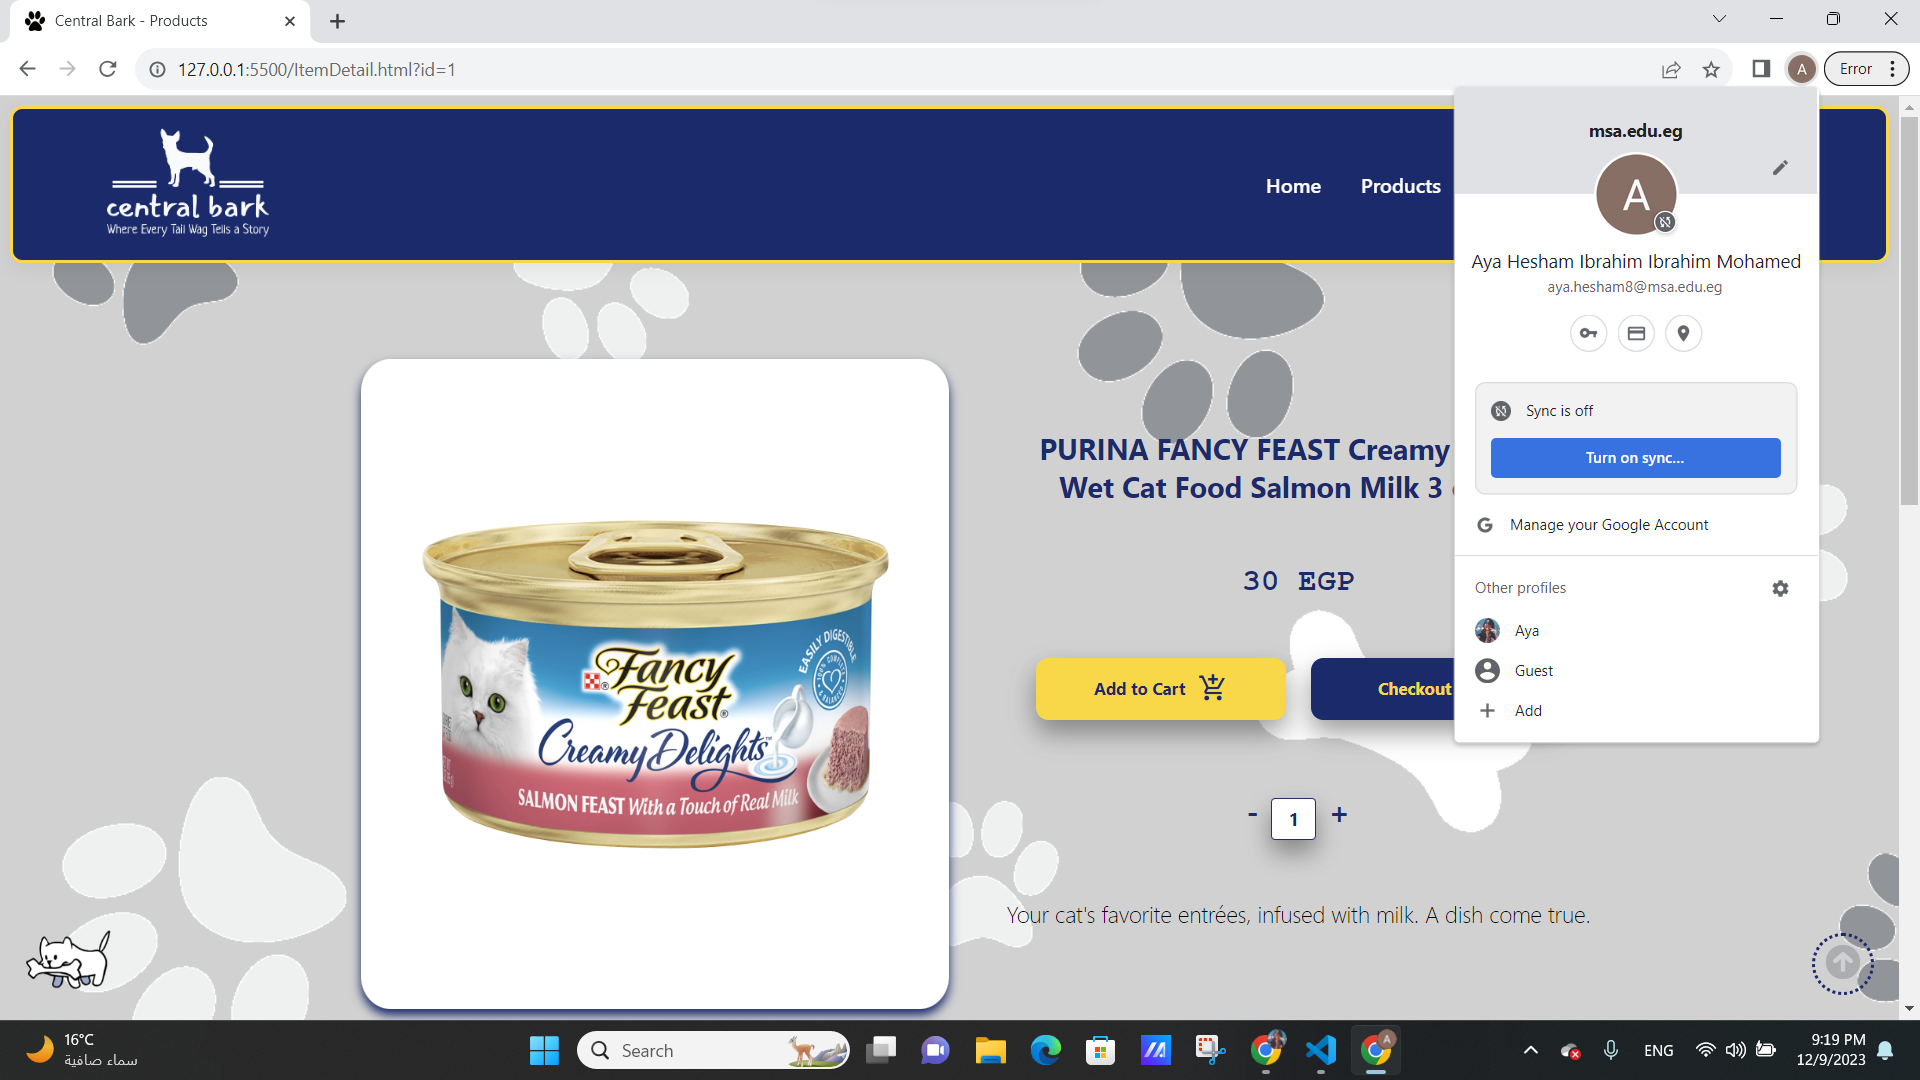 Central Bark - Products
127.0.0.1:5500/ItemDetail.html?id=1
A
Error
central bark
Where Every Tail Wag Tells a Story
Home
Products
msa.edu.eg
A
Aya Hesham Ibrahim Ibrahim Mohamed
aya.hesham8@msa.edu.eg
Sync is off
Turn on sync...
Manage your Google Account
Other profiles
Aya
Guest
Add
PURINA FANCY FEAST Creamy
Wet Cat Food Salmon Milk 3
30 EGP
Add to Cart
Checkout
- 1 +
Your cat's favorite entrées, infused with milk. A dish come true.
EASILY DIGESTIBLE
100% COMPLETE & BALANCED
Fancy
Feast®
Creamy Delights™
SALMON FEAST With a Touch of Real Milk
16°C
سماء صافية
Search
ENG
9:19 PM
12/9/2023